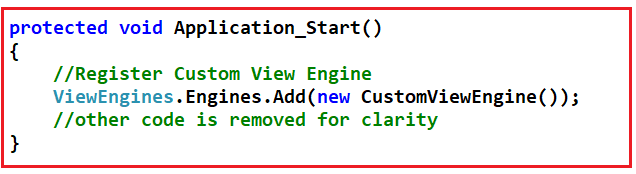 protected void Application_Start()
{
    //Register Custom View Engine
    ViewEngines.Engines.Add(new CustomViewEngine());
    //other code is removed for clarity
}